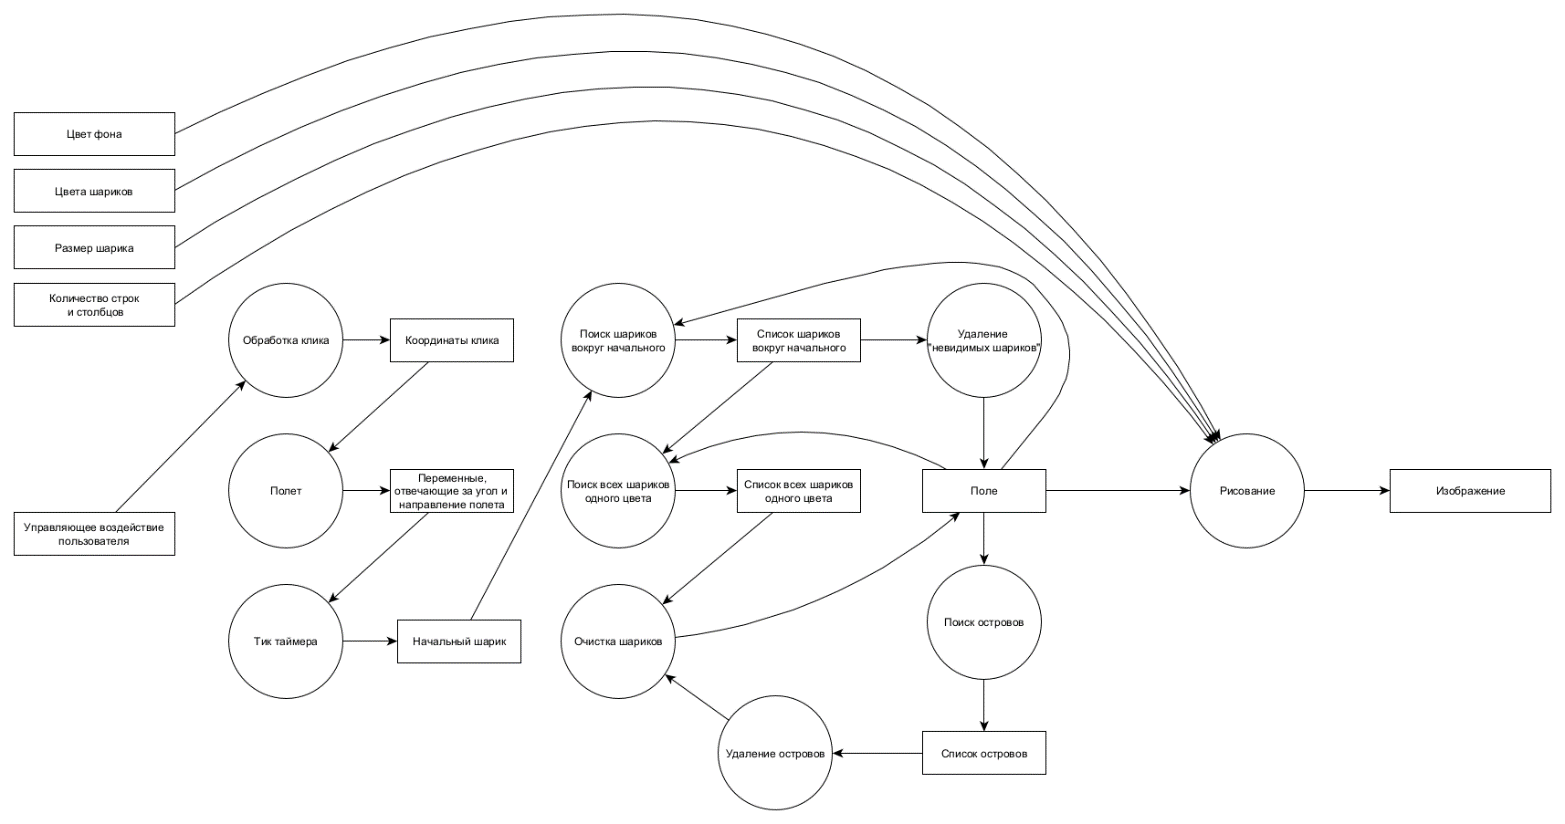 Цвет фона
Цвета шариков
Размер шарика
Количество строк
и столбцов
Обработка клика
Координаты клика
Поиск шариков
вокруг начального
Список шариков
вокруг начального
Удаление
"невидимых шариков"
Управляющее воздействие
пользователя
Полет
Переменные,
отвечающие за угол и
направление полета
Поиск всех шариков
одного цвета
Список всех шариков
одного цвета
Поле
Рисование
Изображение
Тик таймера
Начальный шарик
Очистка шариков
Поиск островов
Удаление островов
Список островов